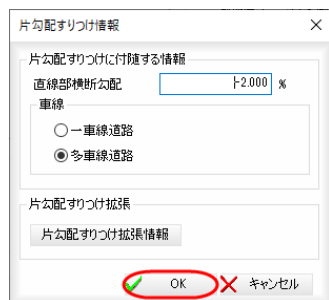 片勾配すりつけ情報
片勾配すりつけに付随する情報
直線部横断勾配 -2.000 %
車線
一車線道路
多車線道路
片勾配すりつけ拡張
片勾配すりつけ拡張情報
OK キャンセル